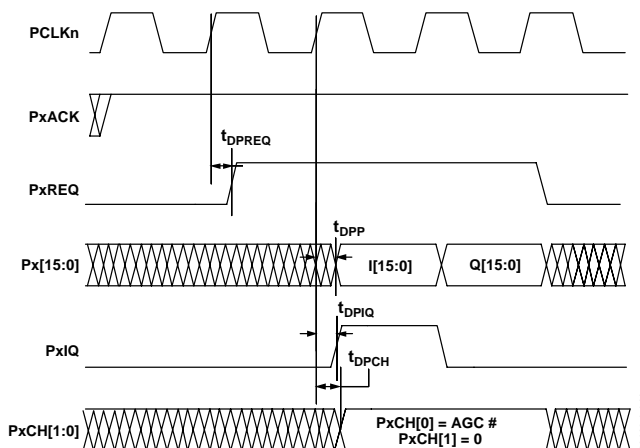 PCLKn
PxACK
tDPREQ
PxREQ
tDPP
Px[15:0]
I[15:0]
Q[15:0]
tDPIQ
PxIQ
tDPCH
PxCH[1:0]
PxCH[0] = AGC #
PxCH[1] = 0